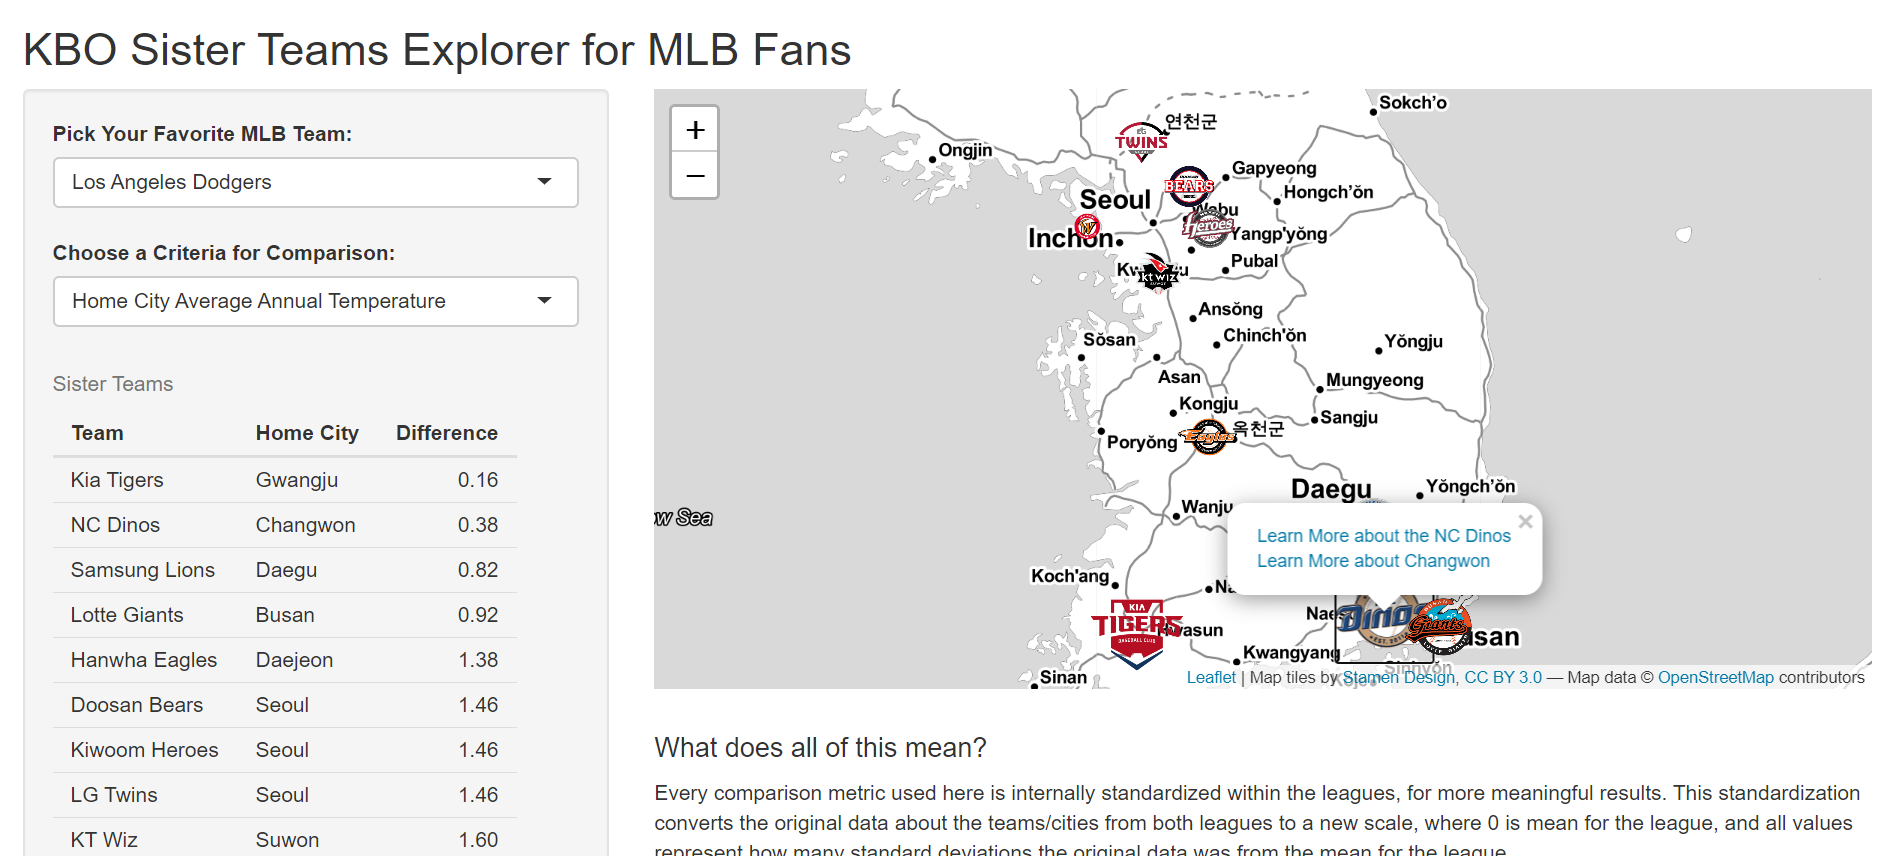 KBO Sister Teams Explorer for MLB Fans
Pick Your Favorite MLB Team:
Los Angeles Dodgers
Choose a Criteria for Comparison:
Home City Average Annual Temperature
Sister Teams
Team Home City Difference
Kia Tigers Gwangju 0.16
NC Dinos Changwon 0.38
Samsung Lions Daegu 0.82
Lotte Giants Busan 0.92
Hanwha Eagles Daejeon 1.38
Doosan Bears Seoul 1.46
Kiwoom Heroes Seoul 1.46
LG Twins Seoul 1.46
KT Wiz Suwon 1.60
+
−
Sokch'o
연천군
TWINS
Ongjin
Gapyeong
BEARS
Hongch'ŏn
Seoul
Wabu
Heroes
Yangp'yŏng
W
Inchon
Pubal
KT WIZ
Ansŏng
Chinch'ŏn
Sŏsan
Yŏngju
Asan
Mungyeong
Kongju
Sangju
옥천군
Eagles
Poryŏng
Daegu
Yŏngch'ŏn
Wanju
ow Sea
Learn More about the NC Dinos ×
Learn More about Changwon
Koch'ang
KIA
TIGERS
BASEBALL CLUB
Hwasun
DINOS
Giants
usan
Kwangyang
Sinan
Leaflet | Map tiles by Stamen Design, CC BY 3.0 — Map data © OpenStreetMap contributors
What does all of this mean?
Every comparison metric used here is internally standardized within the leagues, for more meaningful results. This standardization
converts the original data about the teams/cities from both leagues to a new scale, where 0 is mean for the league, and all values
represent how many standard deviations the original data was from the mean for the league.